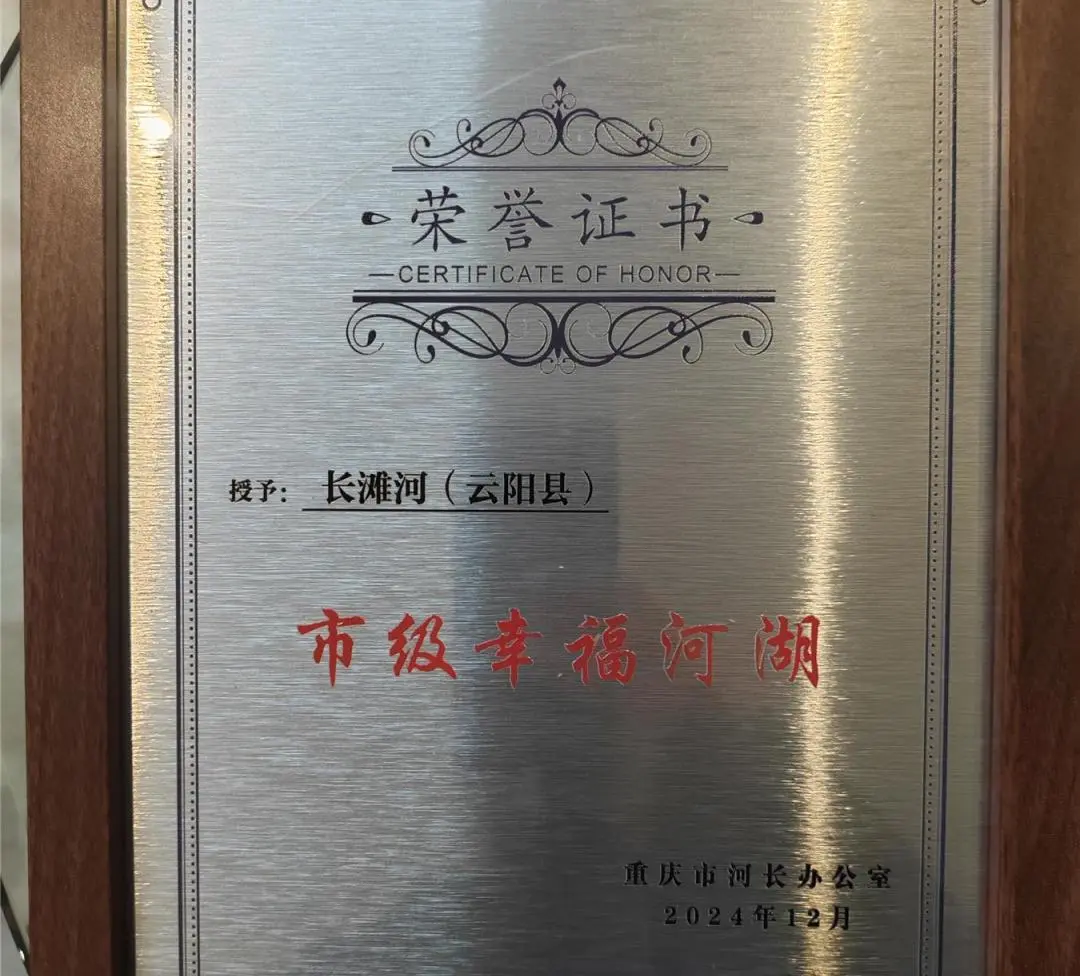 荣誉证书
—CERTIFICATE OF HONOR—
授予: 长滩河（云阳县）
市级幸福河湖
重庆市河长办公室
2024年12月